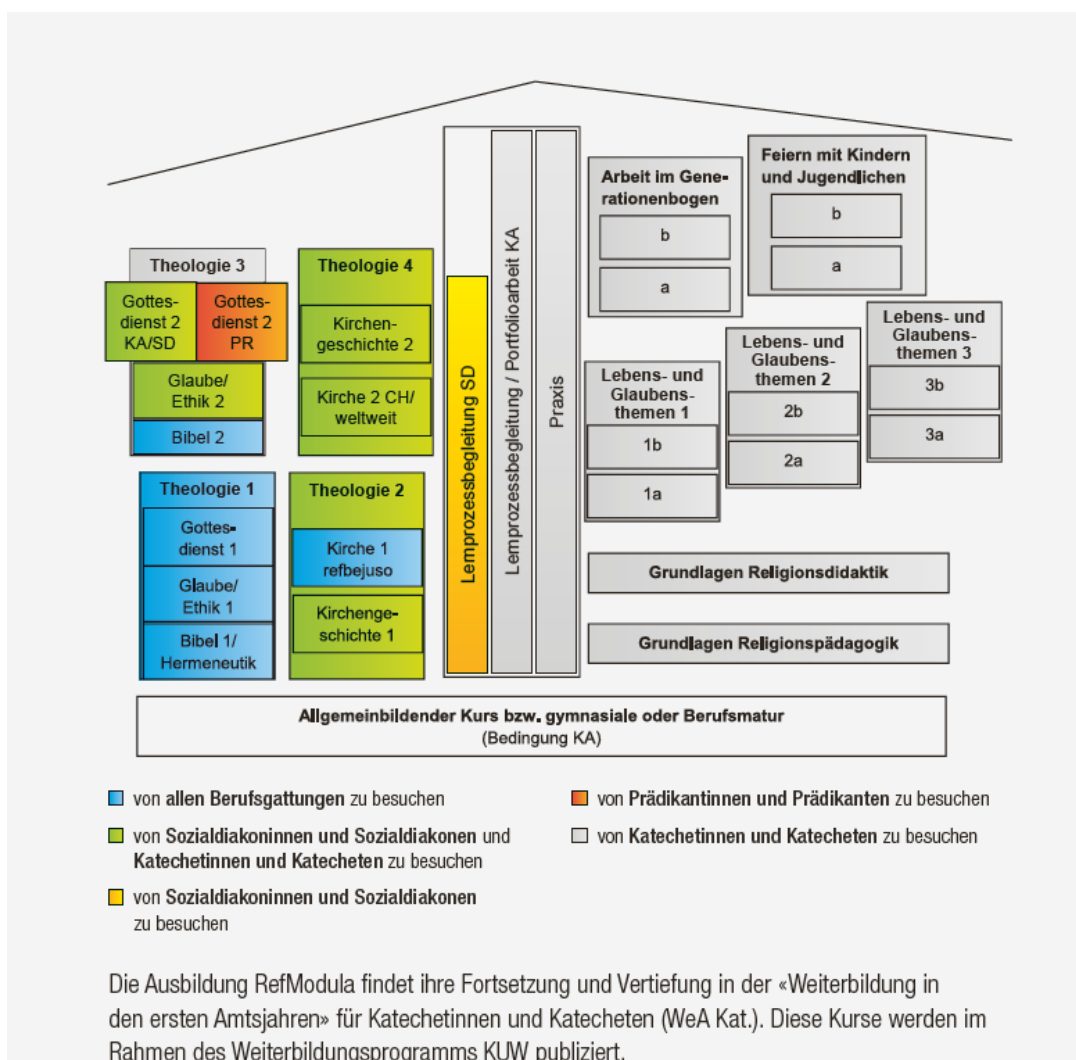 Theologie 3
Gottes-
dienst 2
KA/SD
Gottes-
dienst 2
PR
Glaube/
Ethik 2
Bibel 2
Theologie 4
Kirchen-
geschichte 2
Kirche 2 CH/
weltweit
Theologie 1
Gottes-
dienst 1
Glaube/
Ethik 1
Bibel 1/
Hermeneutik
Theologie 2
Kirche 1
refbejuso
Kirchenge-
schichte 1
Lernprozessbegleitung SD
Lernprozessbegleitung / Portfolioarbeit KA
Praxis
Arbeit im Gene-
rationenbogen
b
a
Feiern mit Kindern
und Jugendlichen
b
a
Lebens- und
Glaubens-
themen 1
1b
1a
Lebens- und
Glaubens-
themen 2
2b
2a
Lebens- und
Glaubens-
themen 3
3b
3a
Grundlagen Religionsdidaktik
Grundlagen Religionspädagogik
Allgemeinbildender Kurs bzw. gymnasiale oder Berufsmatur
(Bedingung KA)
von allen Berufsgattungen zu besuchen
von Sozialdiakoninnen und Sozialdiakonen und
Katechetinnen und Katecheten zu besuchen
von Sozialdiakoninnen und Sozialdiakonen
zu besuchen
von Prädikantinnen und Prädikanten zu besuchen
von Katechetinnen und Katecheten zu besuchen
Die Ausbildung RefModula findet ihre Fortsetzung und Vertiefung in der «Weiterbildung in
den ersten Amtsjahren» für Katechetinnen und Katecheten (WeA Kat.). Diese Kurse werden im
Rahmen des Weiterbildungsprogramms KUW publiziert.